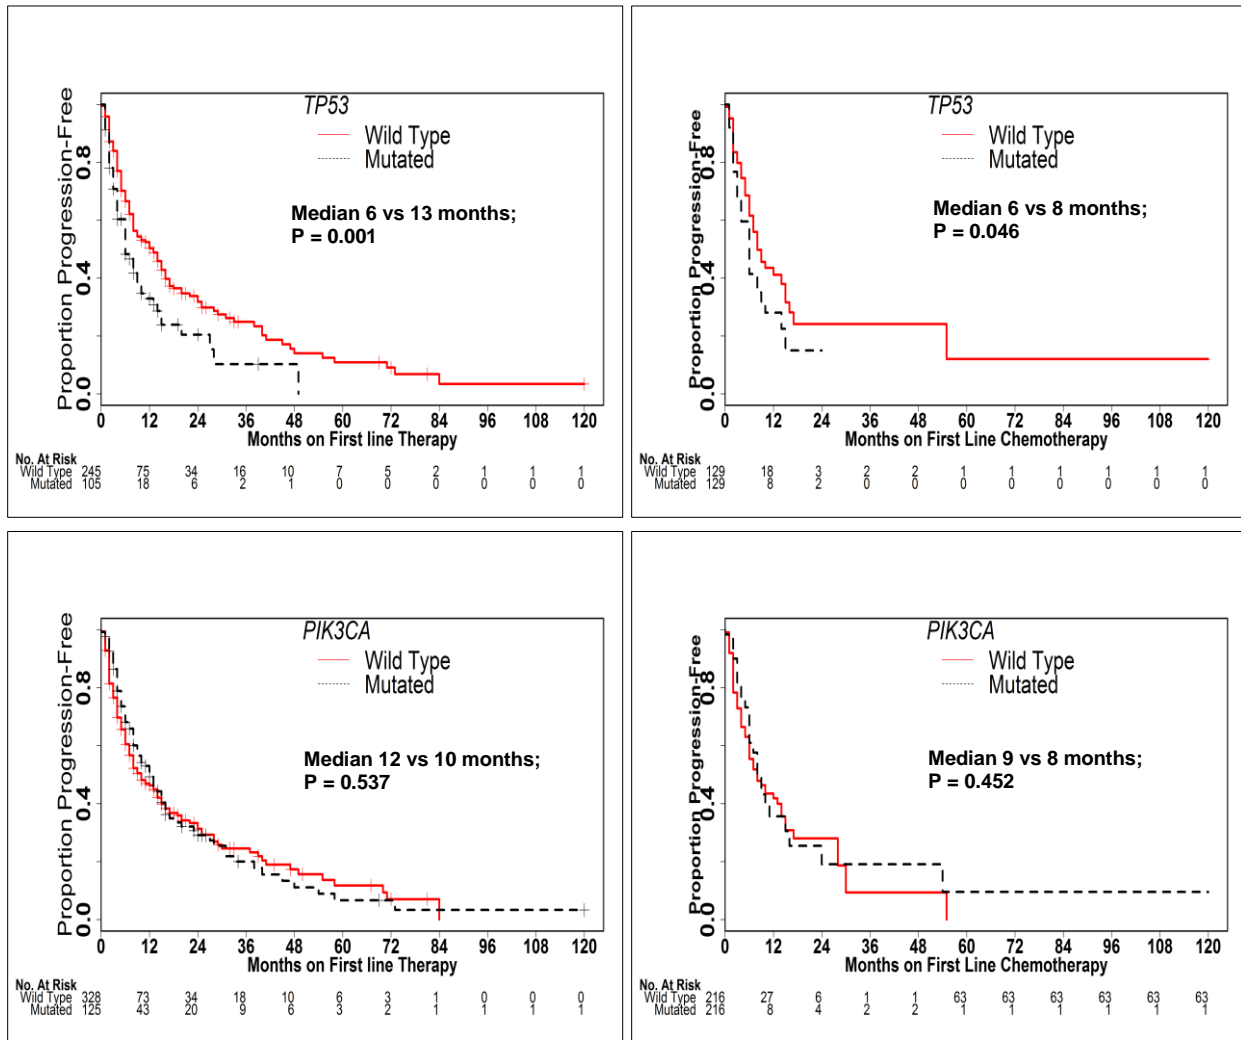 TP53
Wild Type
Mutated
Median 6 vs 13 months;
P = 0.001
Proportion Progression-Free
0.8
0.4
0.0
0 12 24 36 48 60 72 84 96 108 120
Months on First line Therapy
No. At Risk
Wild Type 245 75 34 16 10 7 5 2 1 1 1
Mutated 105 18 6 2 1 0 0 0 0 0 0
TP53
Wild Type
Mutated
Median 6 vs 8 months;
P = 0.046
Proportion Progression-Free
0.8
0.4
0.0
0 12 24 36 48 60 72 84 96 108 120
Months on First Line Chemotherapy
No. At Risk
Wild Type 129 18 3 2 2 1 1 1 1 1 1
Mutated 129 8 2 0 0 0 0 0 0 0 0
PIK3CA
Wild Type
Mutated
Median 12 vs 10 months;
P = 0.537
Proportion Progression-Free
0.8
0.4
0.0
0 12 24 36 48 60 72 84 96 108 120
Months on First line Therapy
No. At Risk
Wild Type 328 73 34 18 10 6 3 1 0 0 0
Mutated 125 43 20 9 6 3 2 1 1 1 1
PIK3CA
Wild Type
Mutated
Median 9 vs 8 months;
P = 0.452
Proportion Progression-Free
0.8
0.4
0.0
0 12 24 36 48 60 72 84 96 108 120
Months on First Line Chemotherapy
No. At Risk
Wild Type 216 27 6 1 1 63 63 63 63 63 63
Mutated 216 8 4 2 2 1 1 1 1 1 1